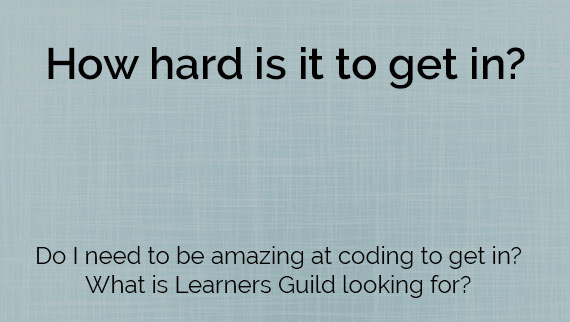 How hard is it to get in?
Do I need to be amazing at coding to get in?
What is Learners Guild looking for?